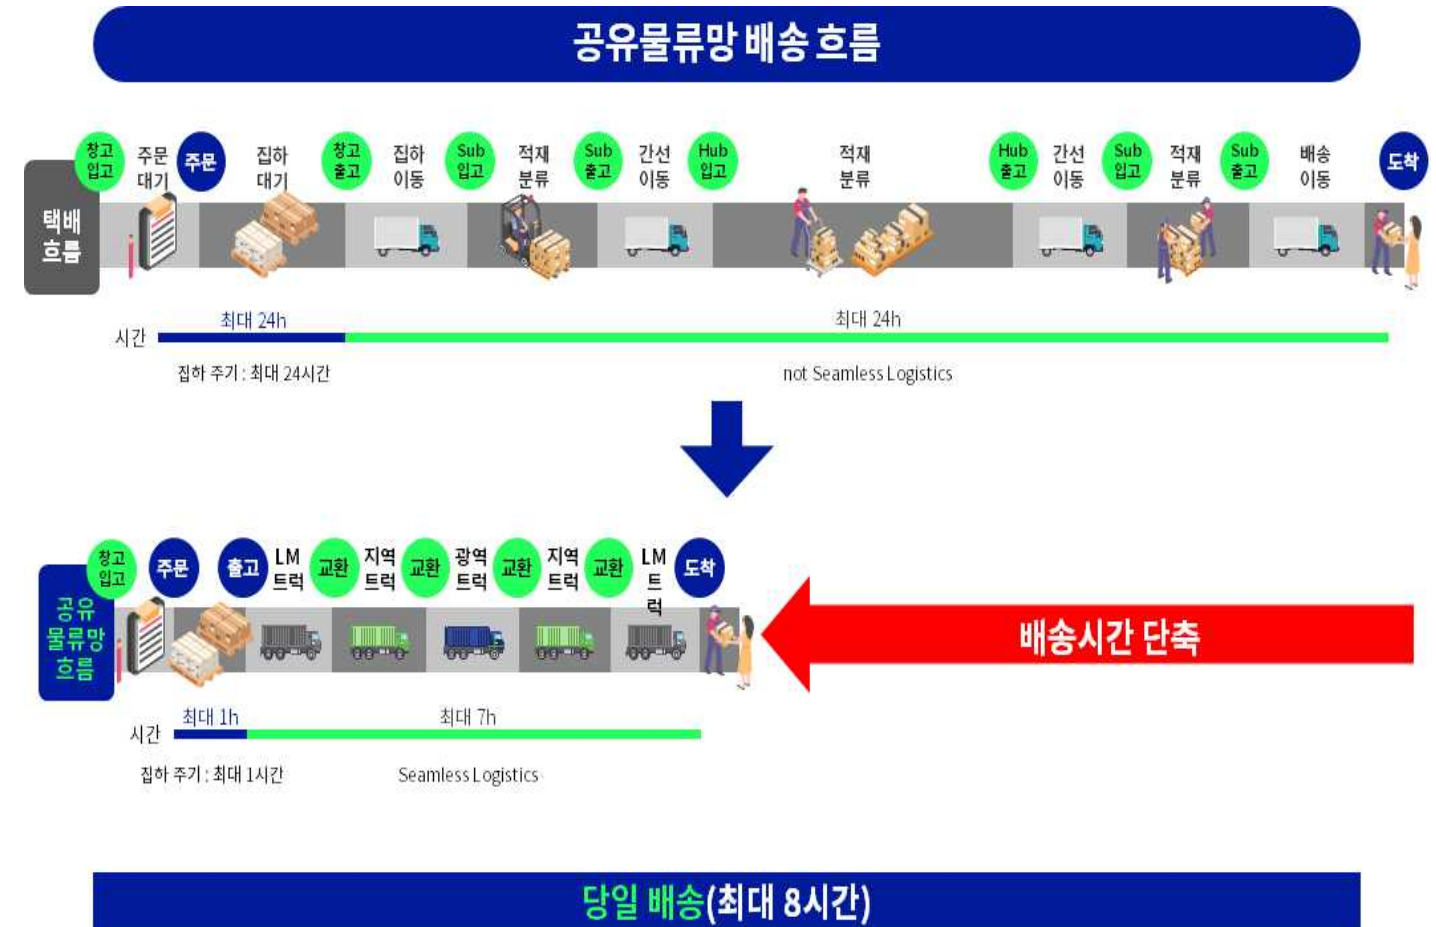 공유물류망 배송 흐름
창고
입고
주문
대기
주문
집하
대기
창고
출고
집하
이동
Sub
입고
적재
분류
Sub
출고
간선
이동
Hub
입고
적재
분류
Hub
출고
간선
이동
Sub
입고
적재
분류
Sub
출고
배송
이동
도착
택배
흐름
최대 24h
최대 24h
시간
집하 주기 : 최대 24시간
not Seamless Logistics
창고
입고
주문
출고
LM
트럭
교환
지역
트럭
교환
광역
트럭
교환
지역
트럭
교환
LM
트
럭
도착
공유
물류망
흐름
배송시간 단축
최대 1h
최대 7h
시간
집하 주기 : 최대 1시간
Seamless Logistics
당일 배송(최대 8시간)